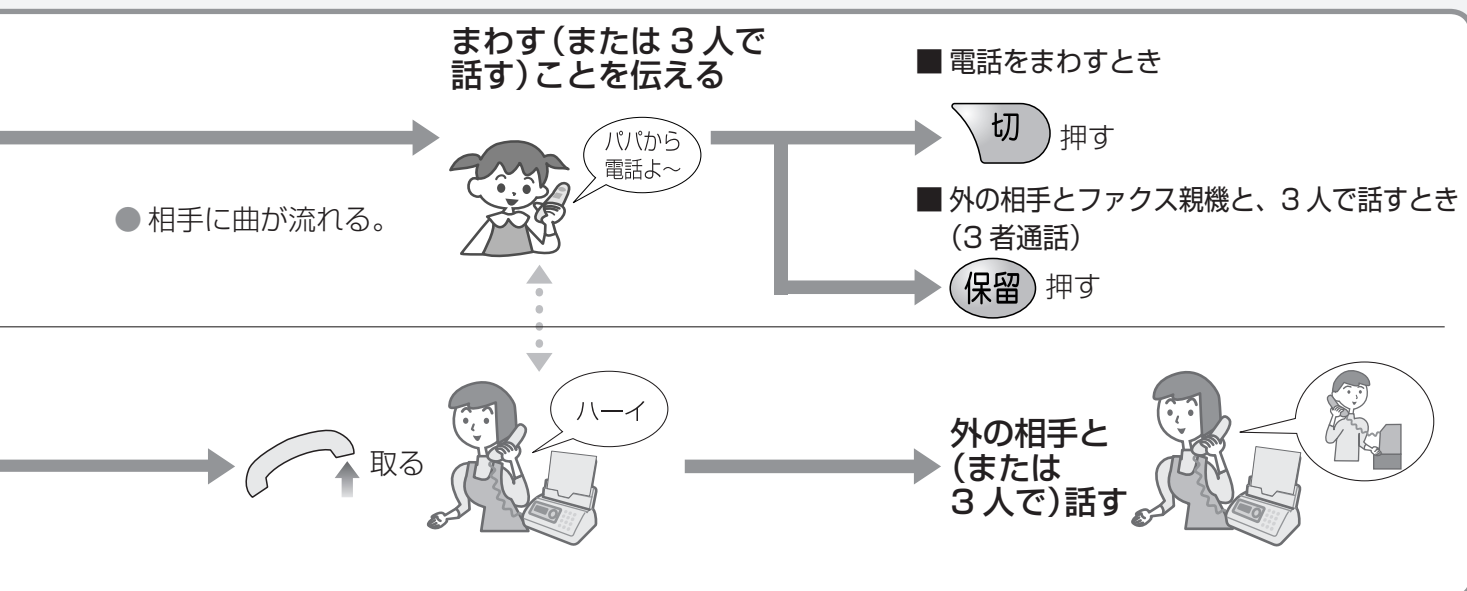 まわす（または 3 人で
話す）ことを伝える
● 相手に曲が流れる。
パパから
電話よ～
■ 電話をまわすとき
切 押す
■ 外の相手とファクス親機と、3 人で話すとき
（3 者通話）
保留 押す
取る
ハーイ
外の相手と
（または
3 人で）話す